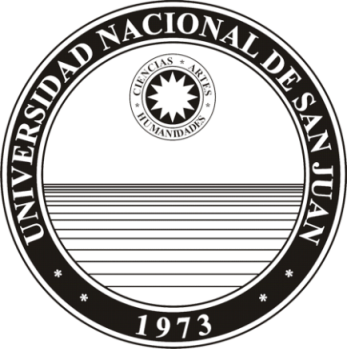 UNIVERSIDAD NACIONAL DE SAN JUAN
CIENCIAS * ARTES
* HUMANIDADES *
* * 1973 * *